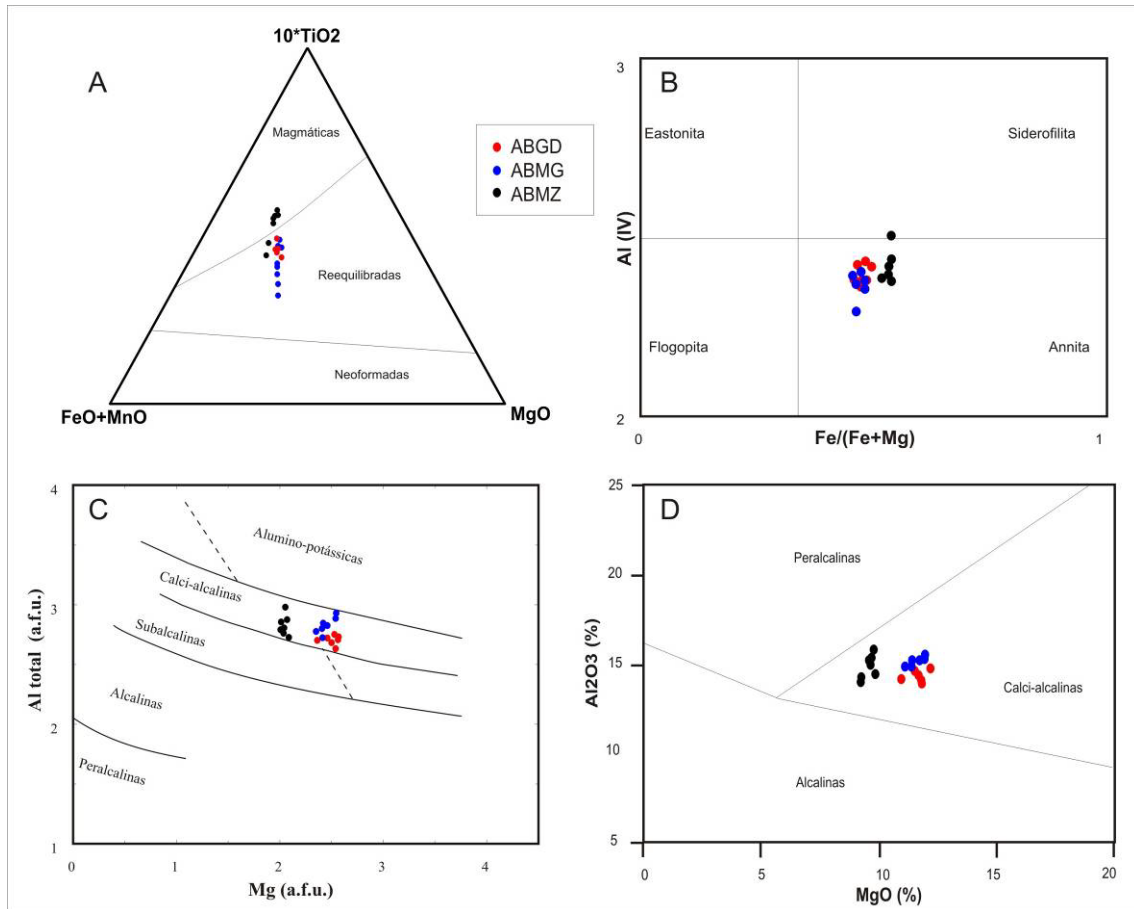 10*TiO2
A
Magmáticas
Reequilibradas
Neoformadas
FeO+MnO
MgO
ABGD
ABMG
ABMZ
3
B
Eastonita
Siderofilita
Al (IV)
Flogopita
Annita
2
0
Fe/(Fe+Mg)
1
4
C
Alumino-potássicas
Calci-alcalinas
3
Subalcalinas
Al total (a.f.u.)
Alcalinas
2
Peralcalinas
1
0
1
2
3
4
Mg (a.f.u.)
25
D
Peralcalinas
20
Al2O3 (%)
15
Calci-alcalinas
10
Alcalinas
5
0
5
10
15
20
MgO (%)